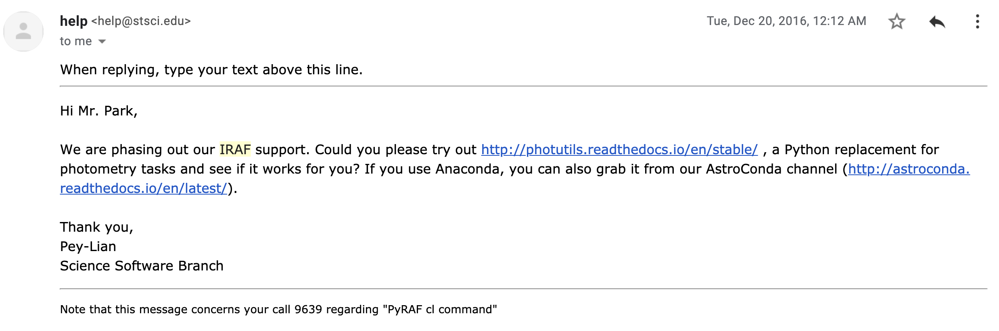 help <help@stsci.edu>
Tue, Dec 20, 2016, 12:12 AM
to me
When replying, type your text above this line.
Hi Mr. Park,
We are phasing out our IRAF support. Could you please try out http://photutils.readthedocs.io/en/stable/ , a Python replacement for
photometry tasks and see if it works for you? If you use Anaconda, you can also grab it from our AstroConda channel (http://astroconda.
readthedocs.io/en/latest/).
Thank you,
Pey-Lian
Science Software Branch
Note that this message concerns your call 9639 regarding "PyRAF cl command"